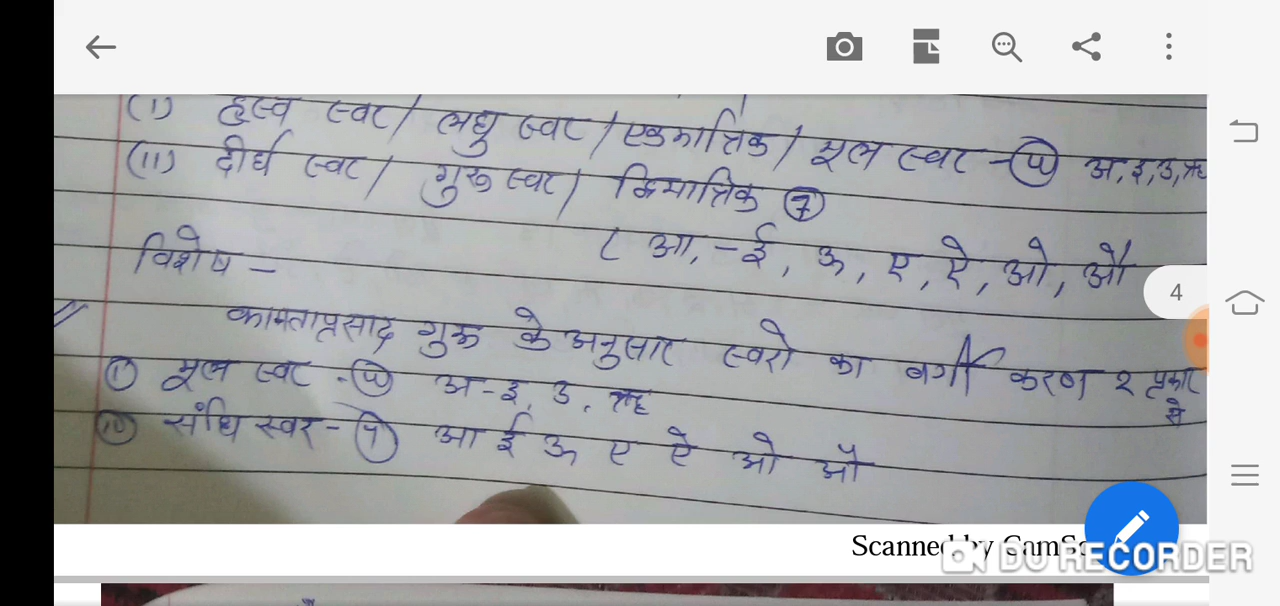 (I) ह्रस्व स्वर / लघु स्वर / एकमात्रिक / मूल स्वर - (4) अ, इ, उ, ऋ
(II) दीर्घ स्वर / गुरू स्वर / द्विमात्रिक (7)
( आ, - ई, ऊ, ए, ऐ, ओ, औ
विशेष -
कामताप्रसाद गुरू के अनुसार स्वरो का वर्गीकरण 2 प्रकार से
(I) मूल स्वर - (4) अ - इ, उ, ऋ
(II) संधि स्वर - (7) आ ई ऊ ए ऐ ओ औ
4
Scanned by CamSc
DU RECORDER